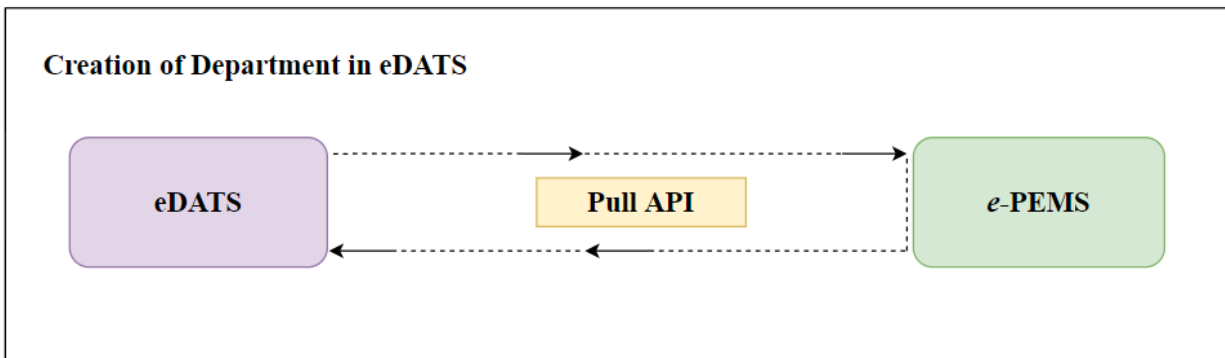 Creation of Department in eDATS
eDATS
Pull API
e-PEMS